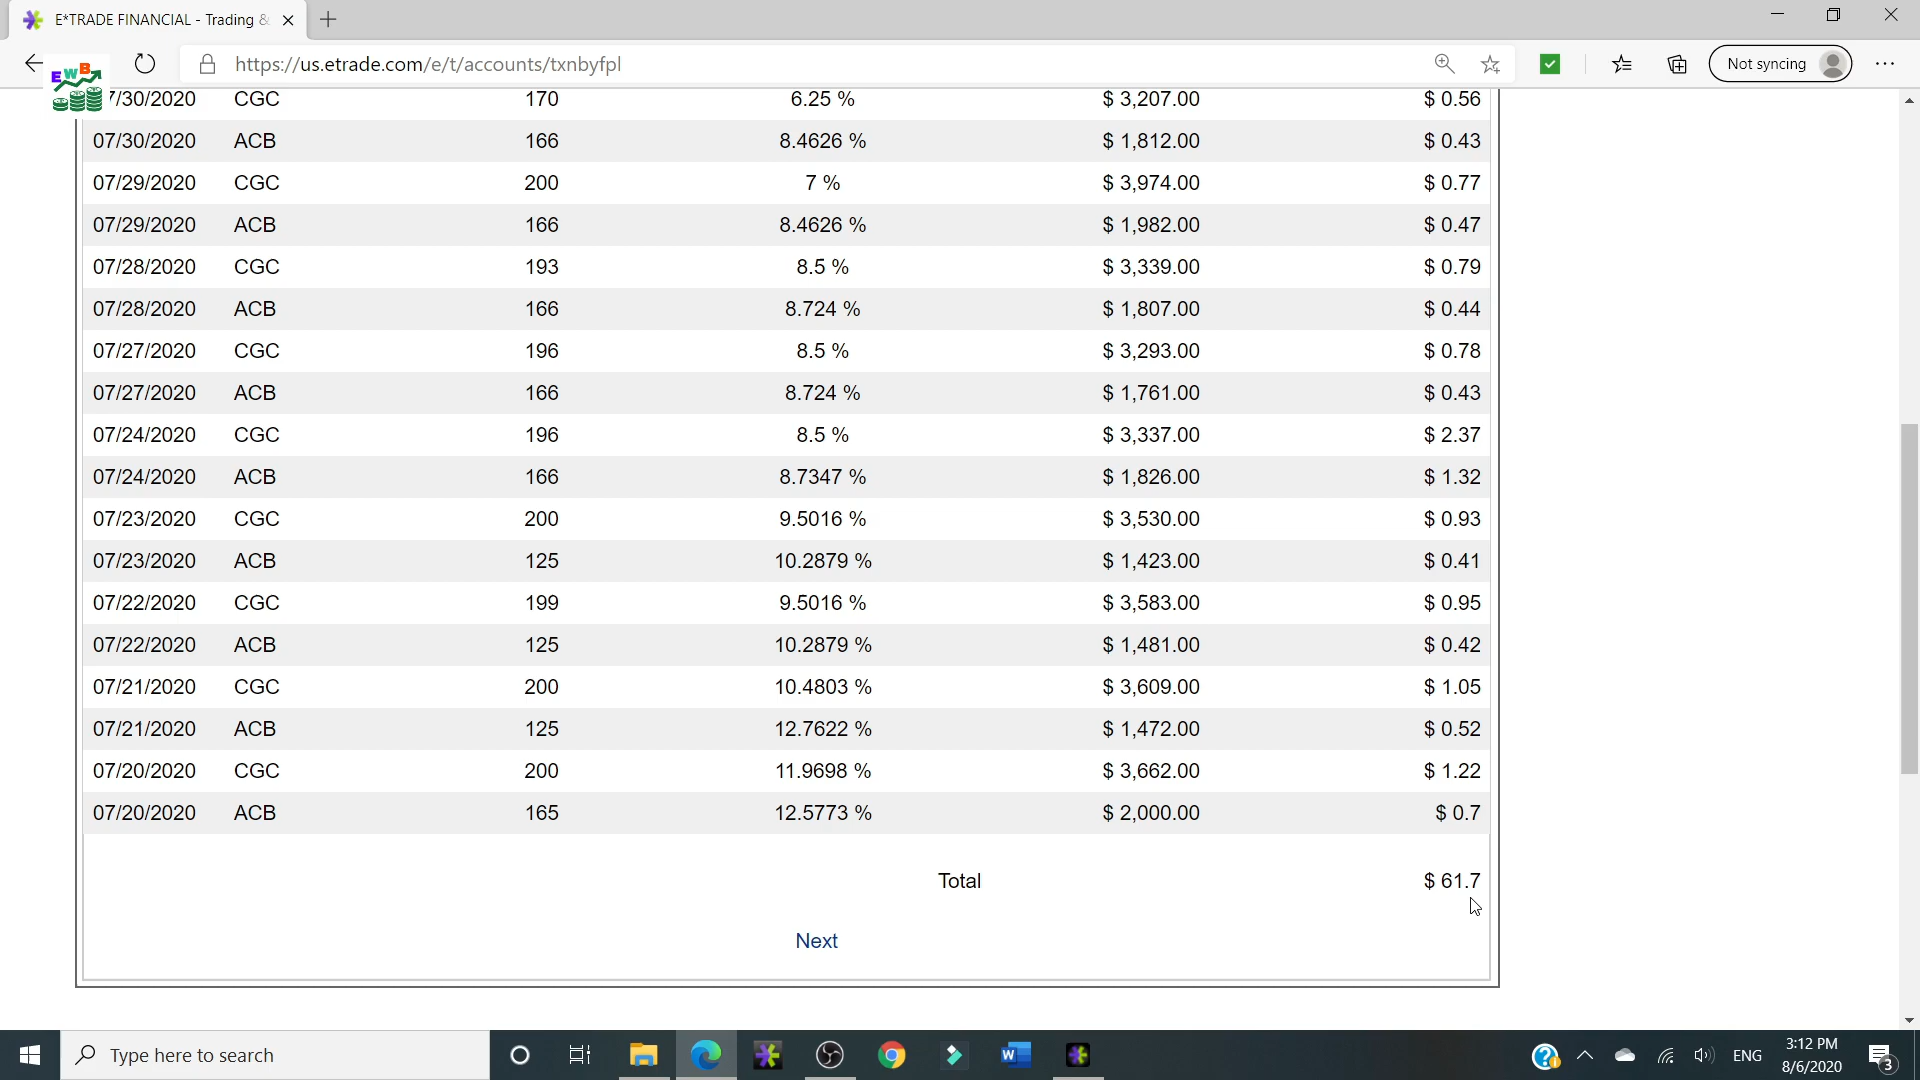 E*TRADE FINANCIAL - Trading &
https://us.etrade.com/e/t/accounts/txnbyfpl
Not syncing
EWB
7/30/2020 CGC 170 6.25 % $ 3,207.00 $ 0.56
07/30/2020 ACB 166 8.4626 % $ 1,812.00 $ 0.43
07/29/2020 CGC 200 7 % $ 3,974.00 $ 0.77
07/29/2020 ACB 166 8.4626 % $ 1,982.00 $ 0.47
07/28/2020 CGC 193 8.5 % $ 3,339.00 $ 0.79
07/28/2020 ACB 166 8.724 % $ 1,807.00 $ 0.44
07/27/2020 CGC 196 8.5 % $ 3,293.00 $ 0.78
07/27/2020 ACB 166 8.724 % $ 1,761.00 $ 0.43
07/24/2020 CGC 196 8.5 % $ 3,337.00 $ 2.37
07/24/2020 ACB 166 8.7347 % $ 1,826.00 $ 1.32
07/23/2020 CGC 200 9.5016 % $ 3,530.00 $ 0.93
07/23/2020 ACB 125 10.2879 % $ 1,423.00 $ 0.41
07/22/2020 CGC 199 9.5016 % $ 3,583.00 $ 0.95
07/22/2020 ACB 125 10.2879 % $ 1,481.00 $ 0.42
07/21/2020 CGC 200 10.4803 % $ 3,609.00 $ 1.05
07/21/2020 ACB 125 12.7622 % $ 1,472.00 $ 0.52
07/20/2020 CGC 200 11.9698 % $ 3,662.00 $ 1.22
07/20/2020 ACB 165 12.5773 % $ 2,000.00 $ 0.7
Total $ 61.7
Next
Type here to search
W
ENG
3:12 PM
8/6/2020
3